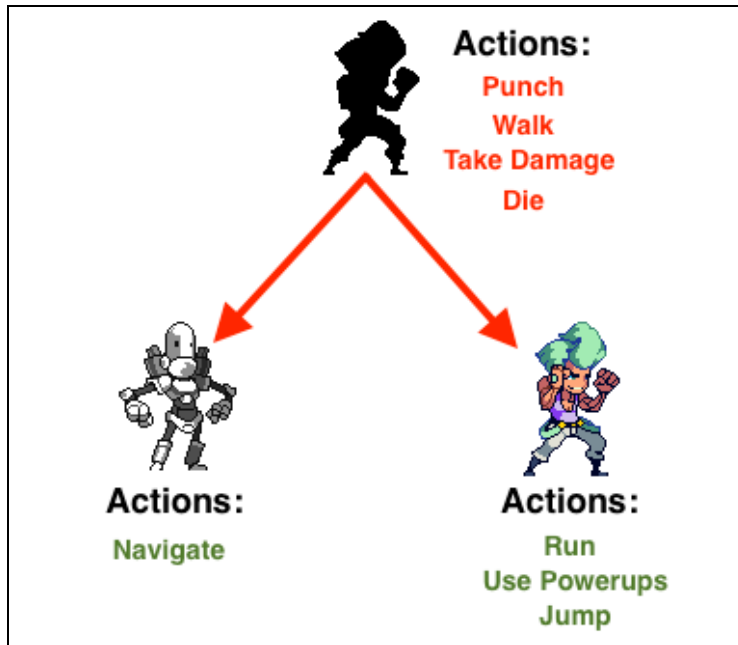 Actions:
Punch
Walk
Take Damage
Die
Actions:
Navigate
Actions:
Run
Use Powerups
Jump